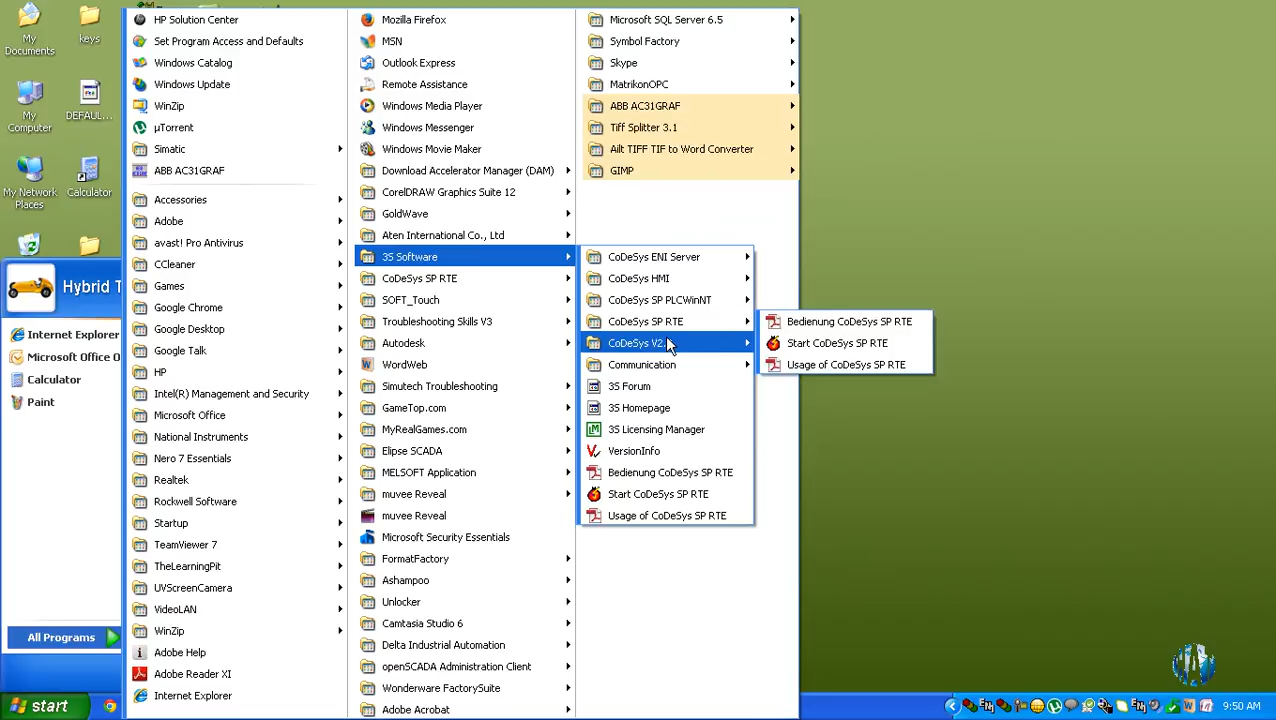 My Documents
keys
My Computer
DEFAUL...
My Network Places
Calculator
Hybrid T
Internet Explorer
Microsoft Office O
Calculator
Paint
All Programs
start
HP Solution Center
Set Program Access and Defaults
Windows Catalog
Windows Update
WinZip
µTorrent
Simatic
ABB AC31GRAF
Accessories
Adobe
avast! Pro Antivirus
CCleaner
Games
Google Chrome
Google Desktop
Google Talk
HP
Intel(R) Management and Security
Microsoft Office
National Instruments
Nero 7 Essentials
Realtek
Rockwell Software
Startup
TeamViewer 7
TheLearningPit
UVScreenCamera
VideoLAN
WinZip
Adobe Help
Adobe Reader XI
Internet Explorer
Mozilla Firefox
MSN
Outlook Express
Remote Assistance
Windows Media Player
Windows Messenger
Windows Movie Maker
Download Accelerator Manager (DAM)
CorelDRAW Graphics Suite 12
GoldWave
Aten International Co., Ltd
3S Software
CoDeSys SP RTE
SOFT_Touch
Troubleshooting Skills V3
Autodesk
WordWeb
Simutech Troubleshooting
GameTop.com
MyRealGames.com
Elipse SCADA
MELSOFT Application
muvee Reveal
muvee Reveal
Microsoft Security Essentials
FormatFactory
Ashampoo
Unlocker
Camtasia Studio 6
Delta Industrial Automation
openSCADA Administration Client
Wonderware FactorySuite
Adobe Acrobat
Microsoft SQL Server 6.5
Symbol Factory
Skype
MatrikonOPC
ABB AC31GRAF
Tiff Splitter 3.1
Ailt TIFF TIF to Word Converter
GIMP
CoDeSys ENI Server
CoDeSys HMI
CoDeSys SP PLCWinNT
CoDeSys SP RTE
CoDeSys V2.
Communication
3S Forum
3S Homepage
3S Licensing Manager
VersionInfo
Bedienung CoDeSys SP RTE
Start CoDeSys SP RTE
Usage of CoDeSys SP RTE
Bedienung CoDeSys SP RTE
Start CoDeSys SP RTE
Usage of CoDeSys SP RTE
9:50 AM